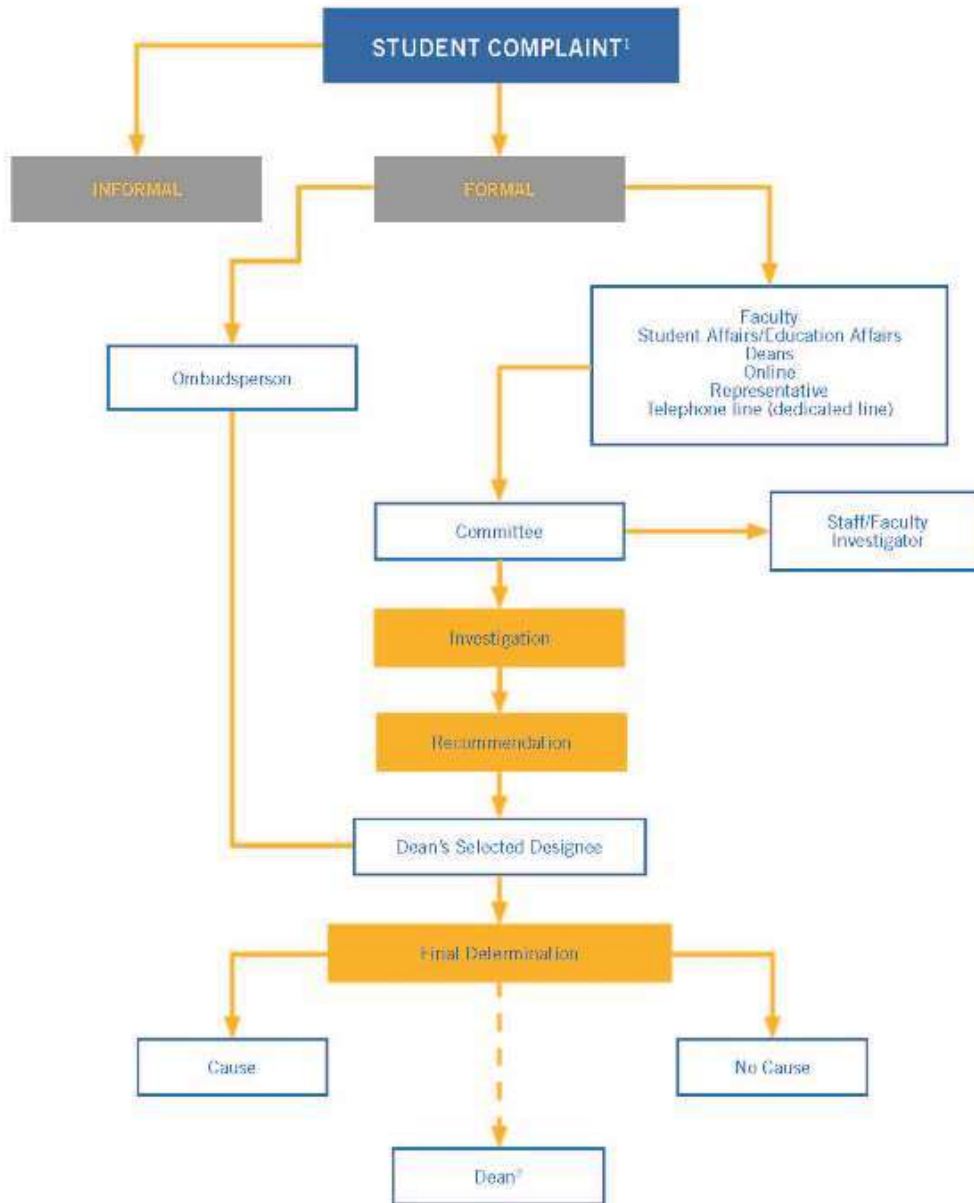 STUDENT COMPLAINT¹
INFORMAL
FORMAL
Faculty
Student Affairs/Education Affairs
Deans
Online
Representative
Telephone line (dedicated line)
Ombudsperson
Committee
Staff/Faculty
Investigator
Investigation
Recommendation
Dean's Selected Designee
Final Determination
Cause
No Cause
Dean²